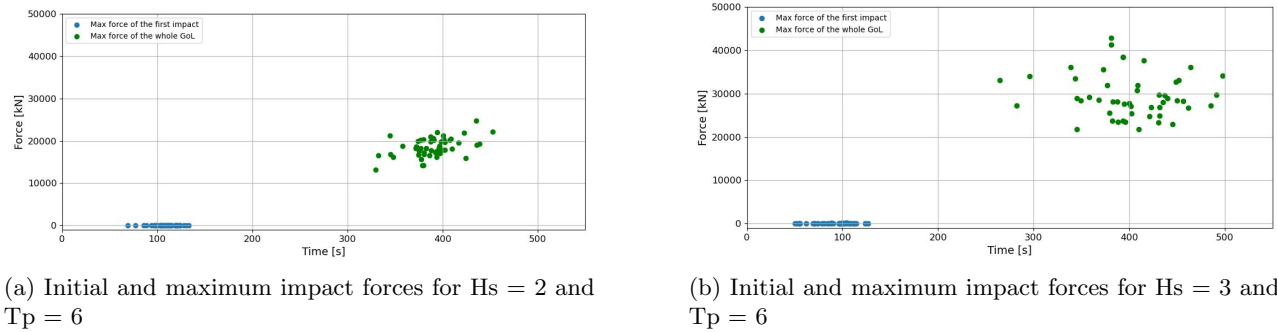 50000
40000
30000
20000
10000
0
Force [kN]
Max force of the first impact
Max force of the whole GoL
0 100 200 300 400 500
Time [s]
(a) Initial and maximum impact forces for Hs = 2 and
Tp = 6
50000
40000
30000
20000
10000
0
Force [kN]
Max force of the first impact
Max force of the whole GoL
0 100 200 300 400 500
Time [s]
(b) Initial and maximum impact forces for Hs = 3 and
Tp = 6